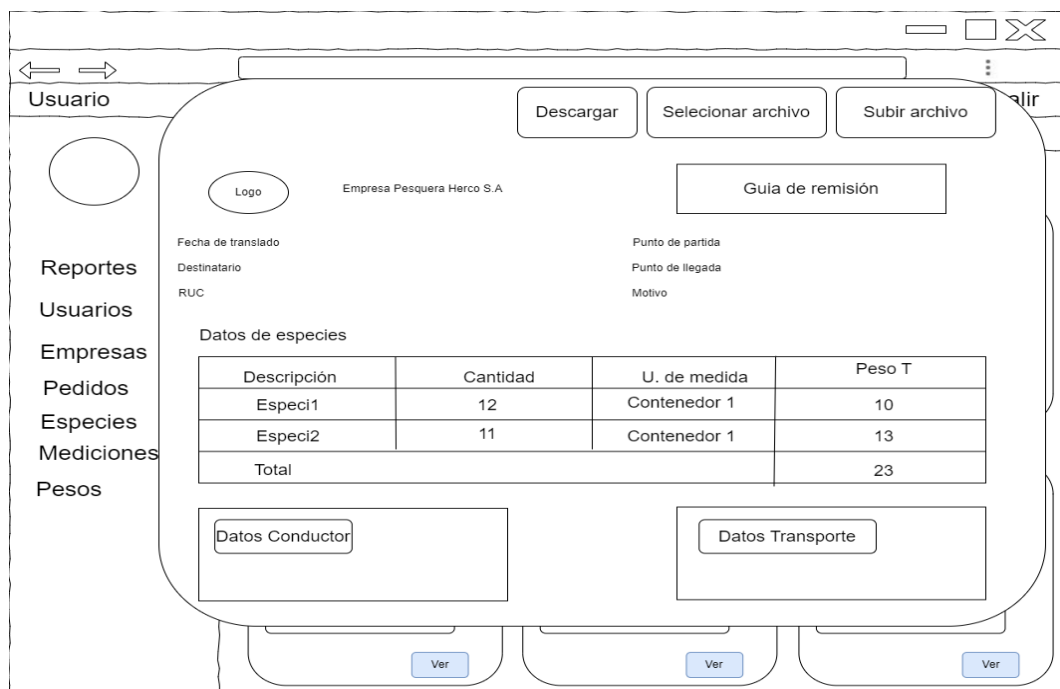 Usuario
alir
Descargar
Selecionar archivo
Subir archivo
Logo
Empresa Pesquera Herco S.A
Guia de remisión
Fecha de translado
Punto de partida
Destinatario
Punto de llegada
RUC
Motivo
Reportes
Usuarios
Empresas
Pedidos
Especies
Mediciones
Pesos
Datos de especies
Descripción Cantidad U. de medida Peso T
Especi1 12 Contenedor 1 10
Especi2 11 Contenedor 1 13
Total 23
Datos Conductor
Datos Transporte
Ver
Ver
Ver